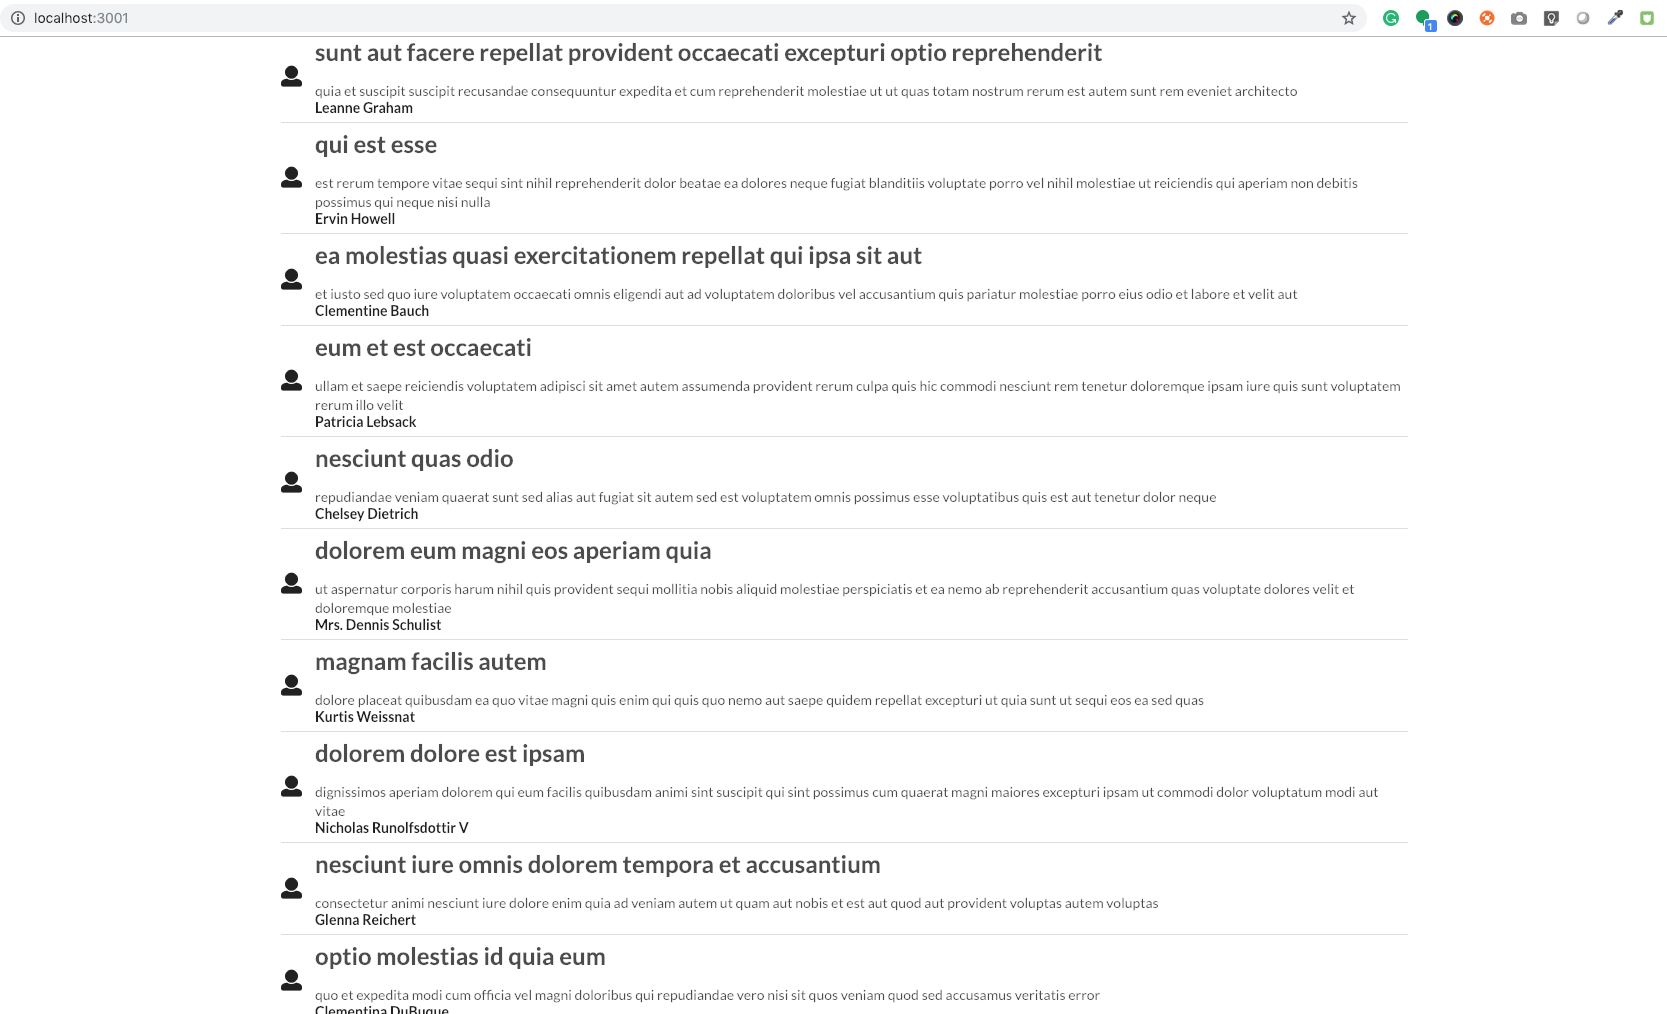 localhost:3001
1
sunt aut facere repellat provident occaecati excepturi optio reprehenderit
quia et suscipit suscipit recusandae consequuntur expedita et cum reprehenderit molestiae ut ut quas totam nostrum rerum est autem sunt rem eveniet architecto
Leanne Graham
qui est esse
est rerum tempore vitae sequi sint nihil reprehenderit dolor beatae ea dolores neque fugiat blanditiis voluptate porro vel nihil molestiae ut reiciendis qui aperiam non debitis
possimus qui neque nisi nulla
Ervin Howell
ea molestias quasi exercitationem repellat qui ipsa sit aut
et iusto sed quo iure voluptatem occaecati omnis eligendi aut ad voluptatem doloribus vel accusantium quis pariatur molestiae porro eius odio et labore et velit aut
Clementine Bauch
eum et est occaecati
ullam et saepe reiciendis voluptatem adipisci sit amet autem assumenda provident rerum culpa quis hic commodi nesciunt rem tenetur doloremque ipsam iure quis sunt voluptatem
rerum illo velit
Patricia Lebsack
nesciunt quas odio
repudiandae veniam quaerat sunt sed alias aut fugiat sit autem sed est voluptatem omnis possimus esse voluptatibus quis est aut tenetur dolor neque
Chelsey Dietrich
dolorem eum magni eos aperiam quia
ut aspernatur corporis harum nihil quis provident sequi mollitia nobis aliquid molestiae perspiciatis et ea nemo ab reprehenderit accusantium quas voluptate dolores velit et
doloremque molestiae
Mrs. Dennis Schulist
magnam facilis autem
dolore placeat quibusdam ea quo vitae magni quis enim qui quis quo nemo aut saepe quidem repellat excepturi ut quia sunt ut sequi eos ea sed quas
Kurtis Weissnat
dolorem dolore est ipsam
dignissimos aperiam dolorem qui eum facilis quibusdam animi sint suscipit qui sint possimus cum quaerat magni maiores excepturi ipsam ut commodi dolor voluptatum modi aut
vitae
Nicholas Runolfsdottir V
nesciunt iure omnis dolorem tempora et accusantium
consectetur animi nesciunt iure dolore enim quia ad veniam autem ut quam aut nobis et est aut quod aut provident voluptas autem voluptas
Glenna Reichert
optio molestias id quia eum
quo et expedita modi cum officia vel magni doloribus qui repudiandae vero nisi sit quos veniam quod sed accusamus veritatis error
Clementina DuBuque